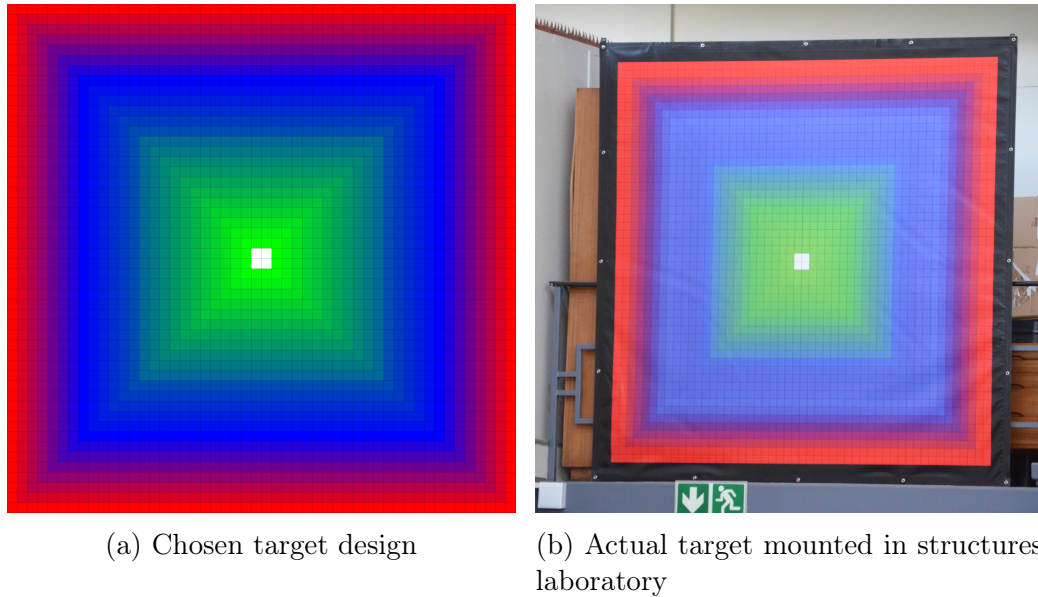 (a) Chosen target design
(b) Actual target mounted in structures
laboratory